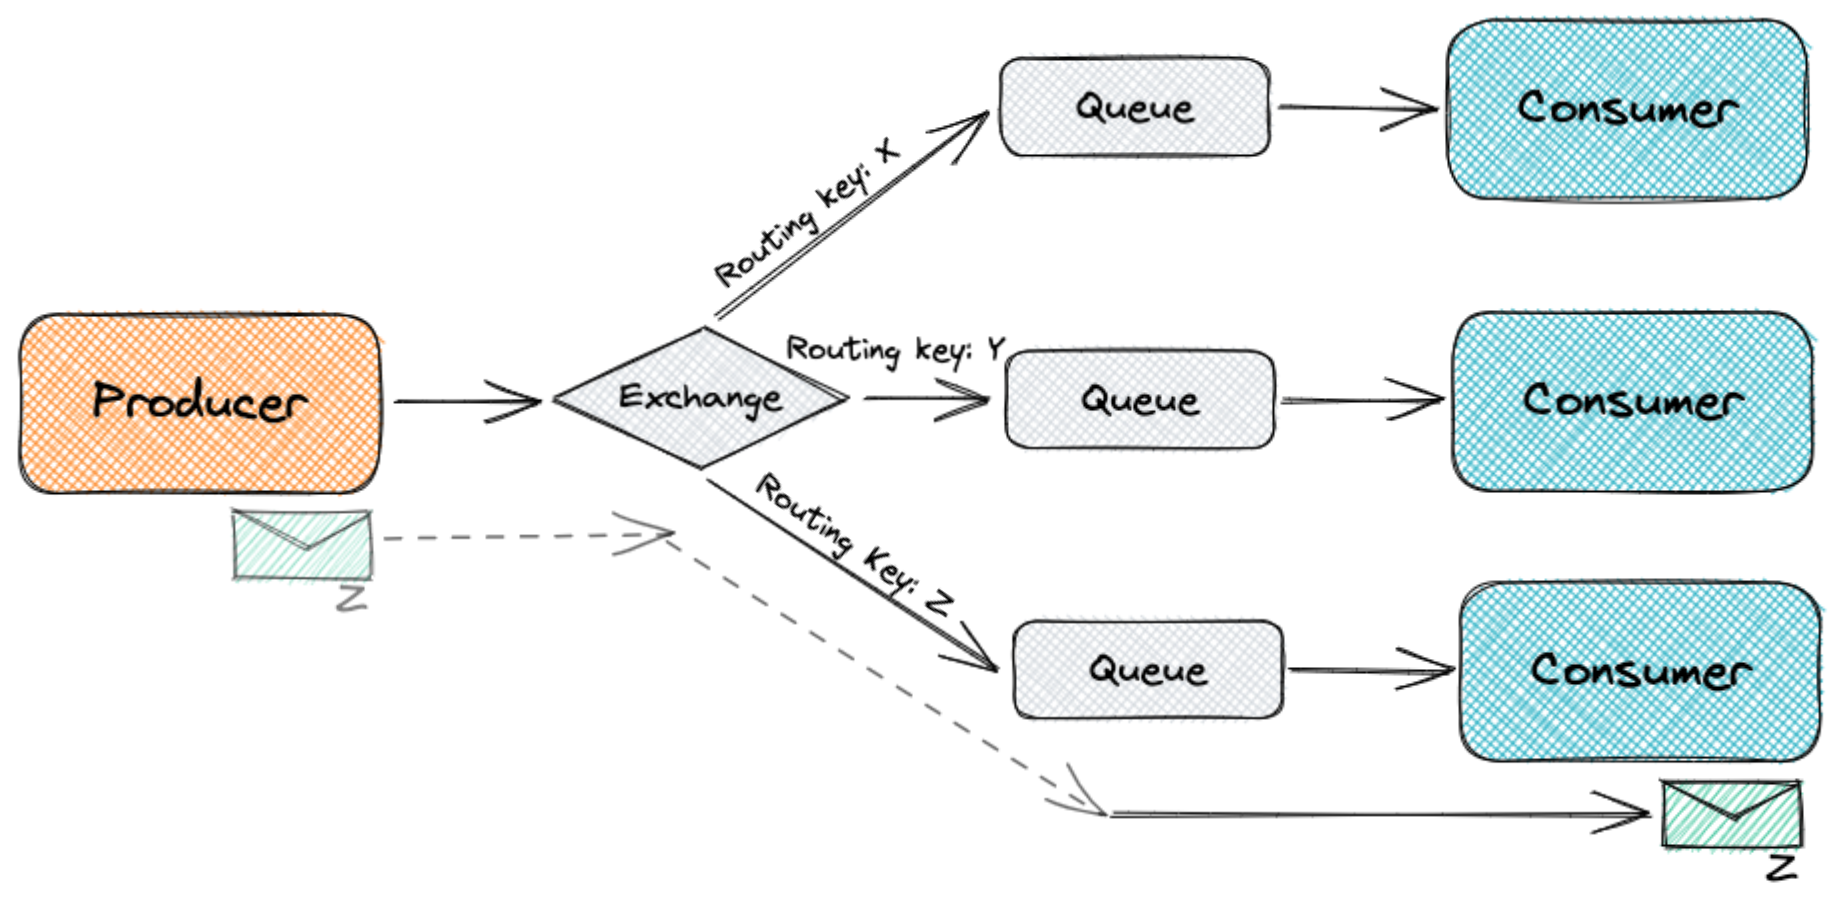 Queue
Consumer
Routing key: X
Producer
Exchange
Routing key: Y
Queue
Consumer
Z
Routing Key: Z
Queue
Consumer
Z